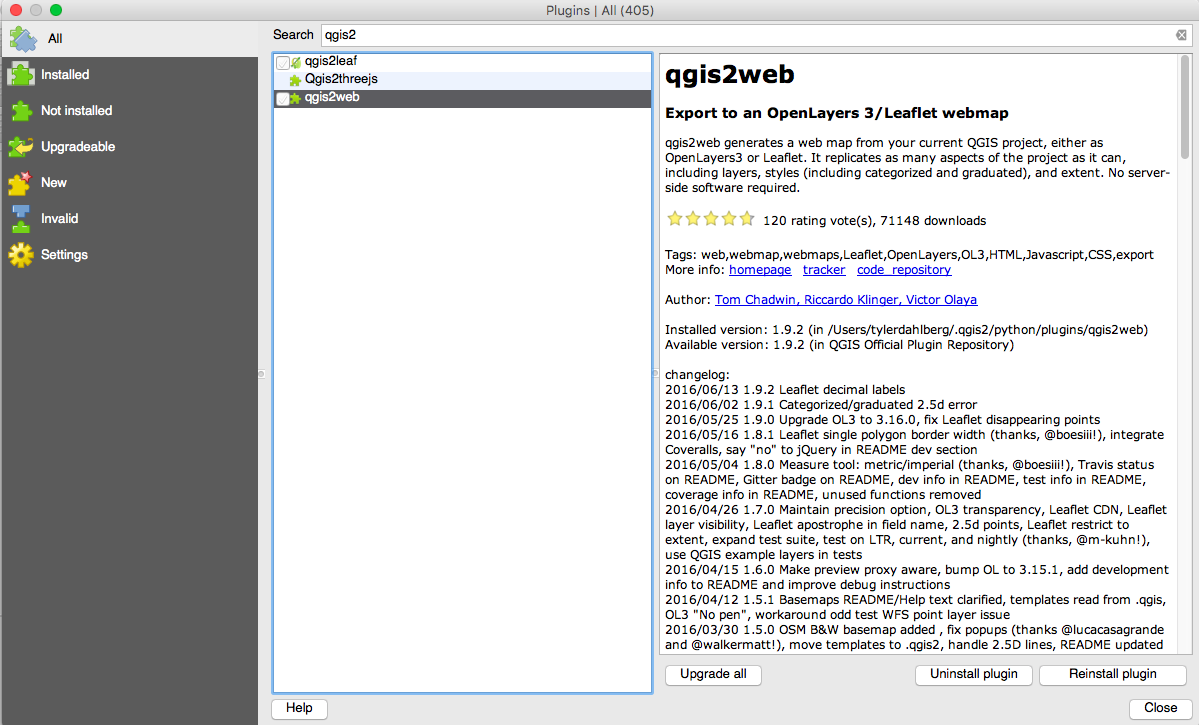 Plugins | All (405)
All
Installed
Not installed
Upgradeable
New
Invalid
Settings
Search qgis2
qgis2leaf
Qgis2threejs
qgis2web
qgis2web
Export to an OpenLayers 3/Leaflet webmap
qgis2web generates a web map from your current QGIS project, either as
OpenLayers3 or Leaflet. It replicates as many aspects of the project as it can,
including layers, styles (including categorized and graduated), and extent. No server-
side software required.
120 rating vote(s), 71148 downloads
Tags: web,webmap,webmaps,Leaflet,OpenLayers,OL3,HTML,Javascript,CSS,export
More info: homepage tracker code_repository
Author: Tom Chadwin, Riccardo Klinger, Victor Olaya
Installed version: 1.9.2 (in /Users/tylerdahlberg/.qgis2/python/plugins/qgis2web)
Available version: 1.9.2 (in QGIS Official Plugin Repository)
changelog:
2016/06/13 1.9.2 Leaflet decimal labels
2016/06/02 1.9.1 Categorized/graduated 2.5d error
2016/05/25 1.9.0 Upgrade OL3 to 3.16.0, fix Leaflet disappearing points
2016/05/16 1.8.1 Leaflet single polygon border width (thanks, @boesiii!), integrate
Coveralls, say "no" to jQuery in README dev section
2016/05/04 1.8.0 Measure tool: metric/imperial (thanks, @boesiii!), Travis status
on README, Gitter badge on README, dev info in README, test info in README,
coverage info in README, unused functions removed
2016/04/26 1.7.0 Maintain precision option, OL3 transparency, Leaflet CDN, Leaflet
layer visibility, Leaflet apostrophe in field name, 2.5d points, Leaflet restrict to
extent, expand test suite, test on LTR, current, and nightly (thanks, @m-kuhn!),
use QGIS example layers in tests
2016/04/15 1.6.0 Make preview proxy aware, bump OL to 3.15.1, add development
info to README and improve debug instructions
2016/04/12 1.5.1 Basemaps README/Help text clarified, templates read from .qgis,
OL3 "No pen", workaround odd test WFS point layer issue
2016/03/30 1.5.0 OSM B&W basemap added , fix popups (thanks @lucacasagrande
and @walkermatt!), move templates to .qgis2, handle 2.5D lines, README updated
Upgrade all
Uninstall plugin
Reinstall plugin
Help
Close